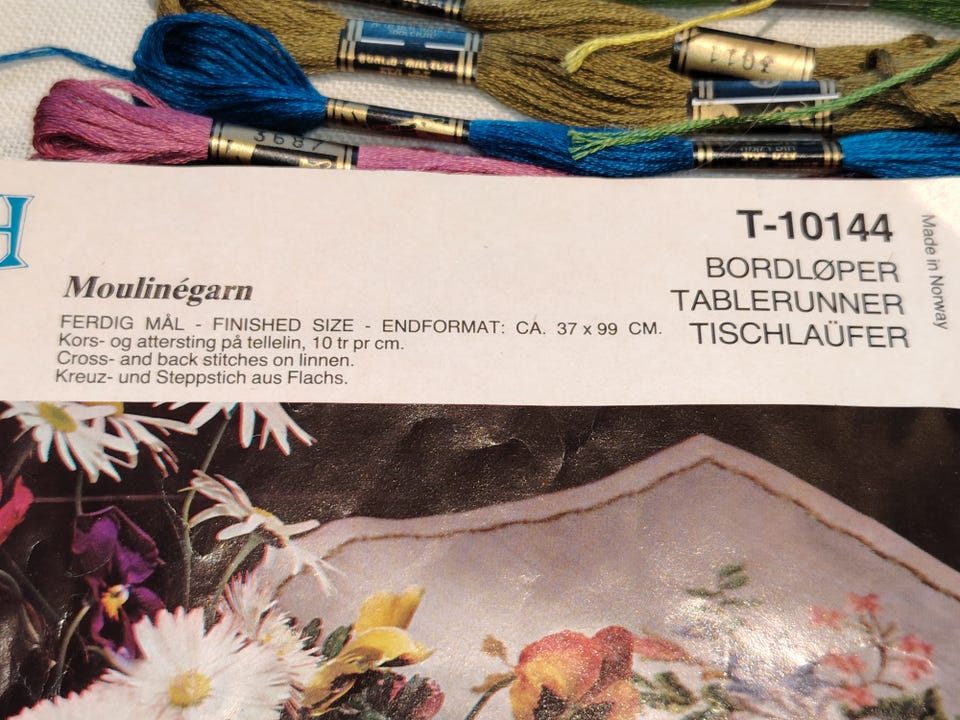 3011
3687
H
T-10144
Made in Norway
BORDLØPER
TABLERUNNER
TISCHLAÜFER
Moulinégarn
FERDIG MÅL - FINISHED SIZE - ENDFORMAT: CA. 37 x 99 CM.
Kors- og attersting på tellelin, 10 tr pr cm.
Cross- and back stitches on linnen.
Kreuz- und Steppstich aus Flachs.